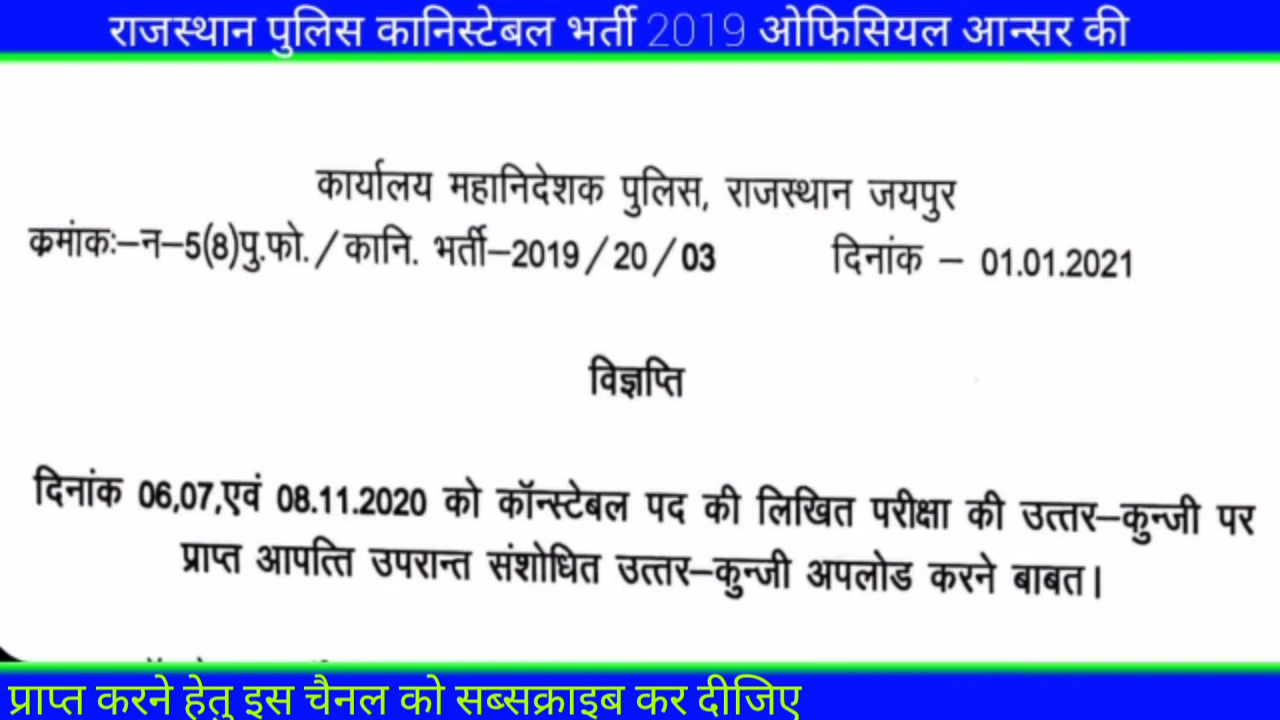 राजस्थान पुलिस कानिस्टेबल भर्ती 2019 ओफिसियल आन्सर की
कार्यालय महानिदेशक पुलिस, राजस्थान जयपुर
क्रमांकः–न–5(8)पु.फो./कानि. भर्ती–2019/20/03 दिनांक – 01.01.2021
विज्ञप्ति
दिनांक 06,07,एवं 08.11.2020 को कॉन्स्टेबल पद की लिखित परीक्षा की उत्तर–कुन्जी पर
प्राप्त आपत्ति उपरान्त संशोधित उत्तर–कुन्जी अपलोड करने बाबत।
प्राप्त करने हेतु इस चैनल को सब्सक्राइब कर दीजिए